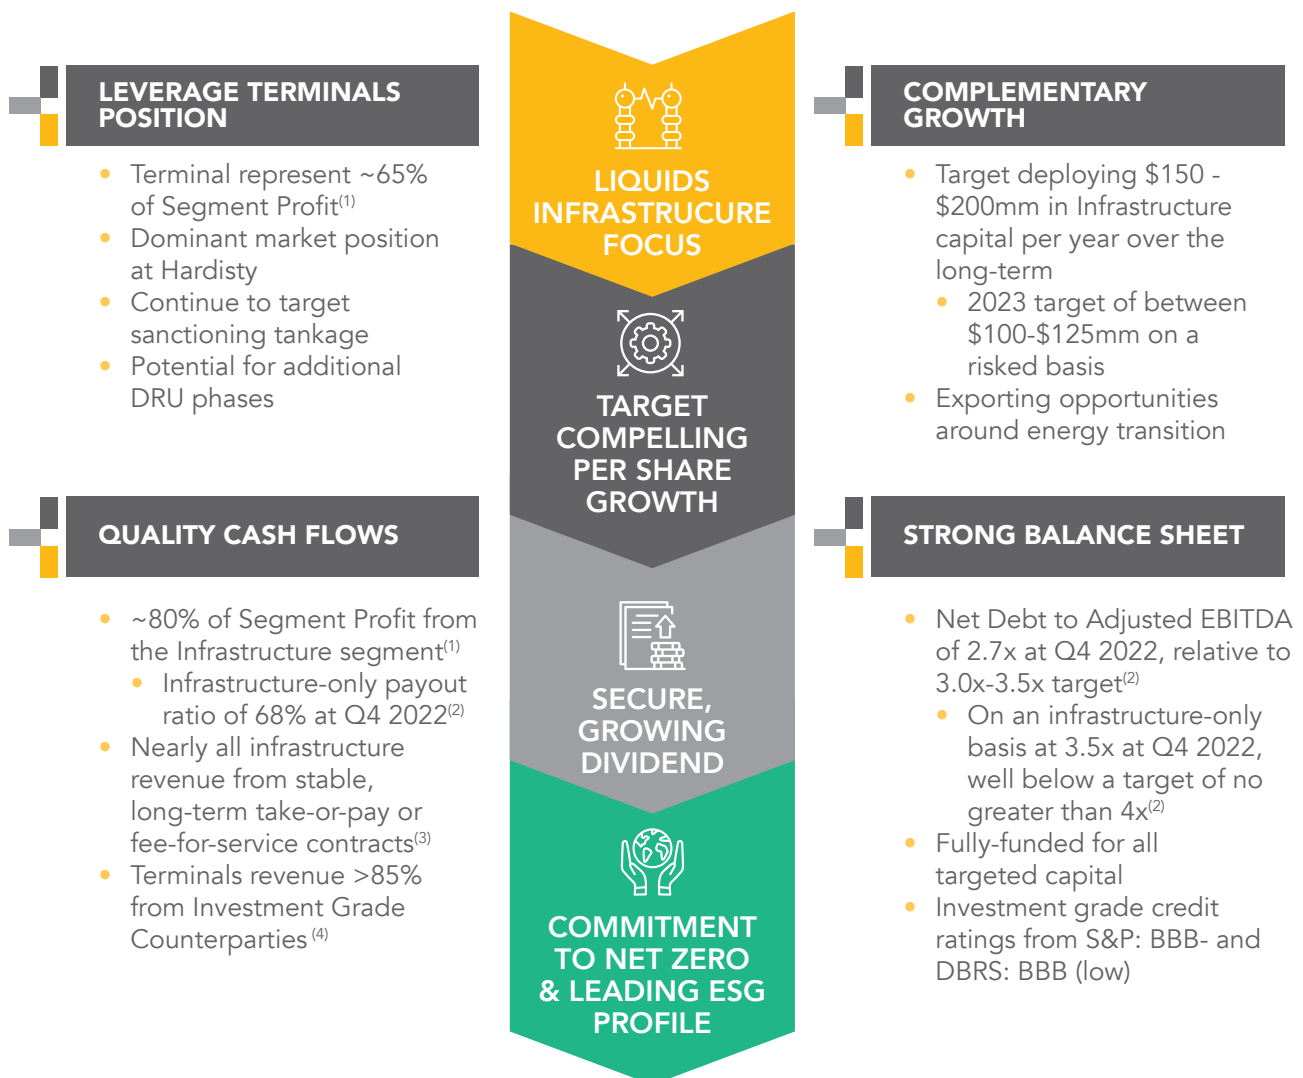 LEVERAGE TERMINALS
POSITION
• Terminal represent ~65%
of Segment Profit(1)
• Dominant market position
at Hardisty
• Continue to target
sanctioning tankage
• Potential for additional
DRU phases
QUALITY CASH FLOWS
• ~80% of Segment Profit from
the Infrastructure segment(1)
• Infrastructure-only payout
ratio of 68% at Q4 2022(2)
• Nearly all infrastructure
revenue from stable,
long-term take-or-pay or
fee-for-service contracts(3)
• Terminals revenue >85%
from Investment Grade
Counterparties (4)
LIQUIDS
INFRASTRUCURE
FOCUS
TARGET
COMPELLING
PER SHARE
GROWTH
SECURE,
GROWING
DIVIDEND
COMMITMENT
TO NET ZERO
& LEADING ESG
PROFILE
COMPLEMENTARY
GROWTH
• Target deploying $150 -
$200mm in Infrastructure
capital per year over the
long-term
• 2023 target of between
$100-$125mm on a
risked basis
• Exporting opportunities
around energy transition
STRONG BALANCE SHEET
• Net Debt to Adjusted EBITDA
of 2.7x at Q4 2022, relative to
3.0x-3.5x target(2)
• On an infrastructure-only
basis at 3.5x at Q4 2022,
well below a target of no
greater than 4x(2)
• Fully-funded for all
targeted capital
• Investment grade credit
ratings from S&P: BBB- and
DBRS: BBB (low)